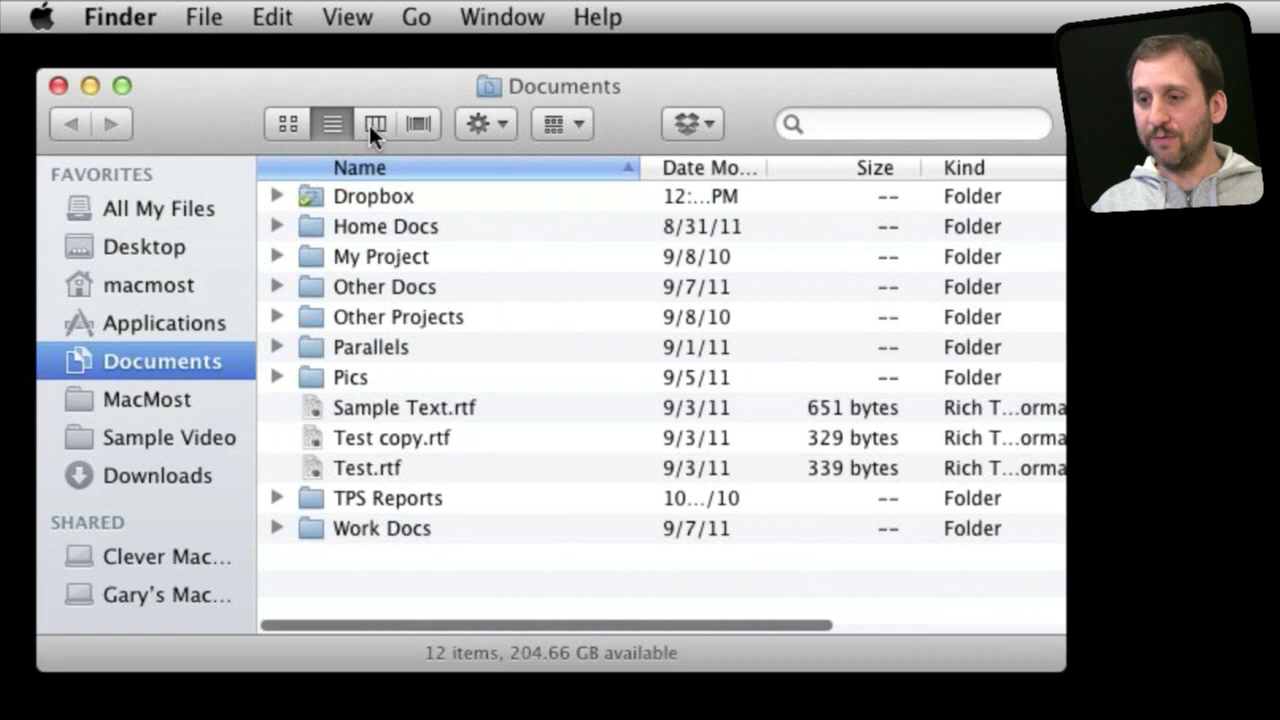 Finder File Edit View Go Window Help
Documents
FAVORITES
All My Files
Desktop
macmost
Applications
Documents
MacMost
Sample Video
Downloads
SHARED
Clever Mac...
Gary's Mac...
Name Date Mo... Size Kind
Dropbox 12:...PM -- Folder
Home Docs 8/31/11 -- Folder
My Project 9/8/10 -- Folder
Other Docs 9/7/11 -- Folder
Other Projects 9/8/10 -- Folder
Parallels 9/1/11 -- Folder
Pics 9/5/11 -- Folder
Sample Text.rtf 9/3/11 651 bytes Rich T...orma
Test copy.rtf 9/3/11 329 bytes Rich T...orma
Test.rtf 9/3/11 339 bytes Rich T...orma
TPS Reports 10.../10 -- Folder
Work Docs 9/7/11 -- Folder
12 items, 204.66 GB available